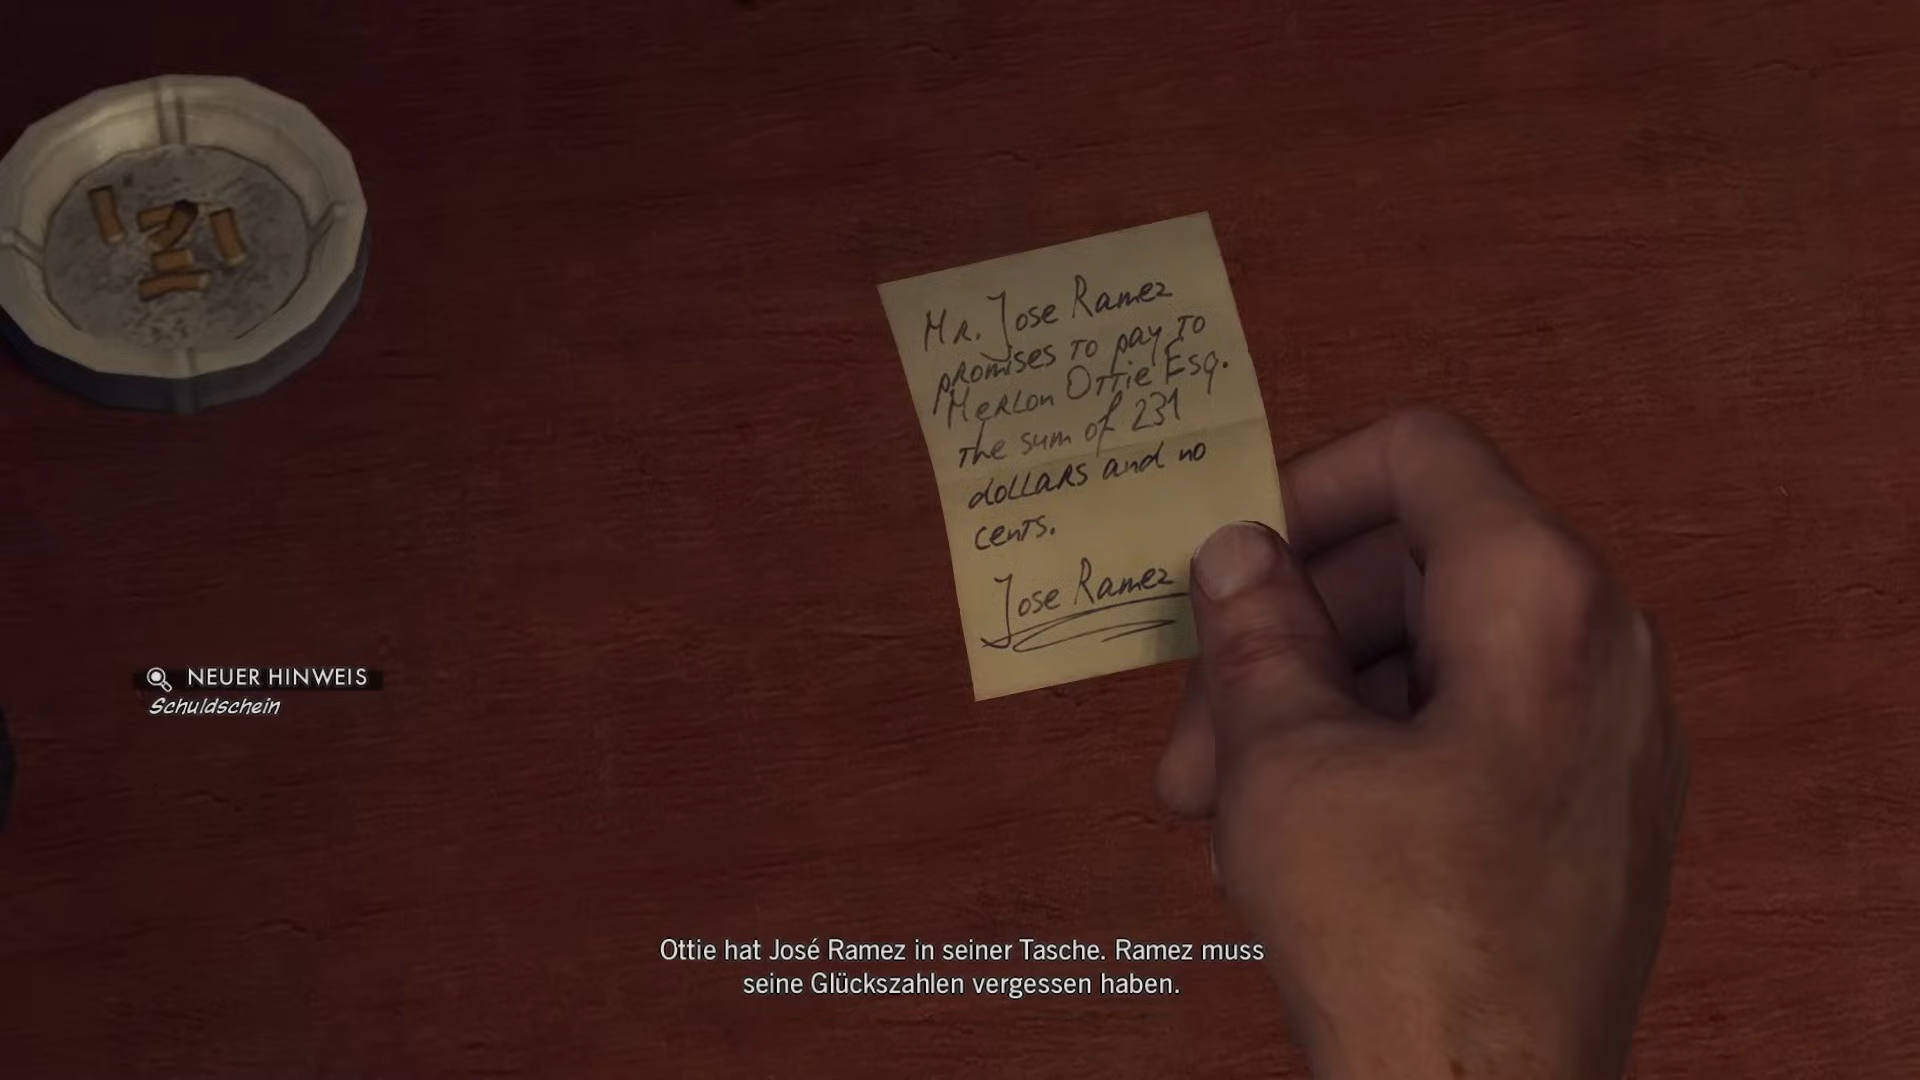 Mr. Jose Ramez
promises to pay to
Merlon Ottie Esq.
the sum of 231
dollars and no
cents.
Jose Ramez
NEUER HINWEIS
Schuldschein
Ottie hat José Ramez in seiner Tasche. Ramez muss
seine Glückszahlen vergessen haben.